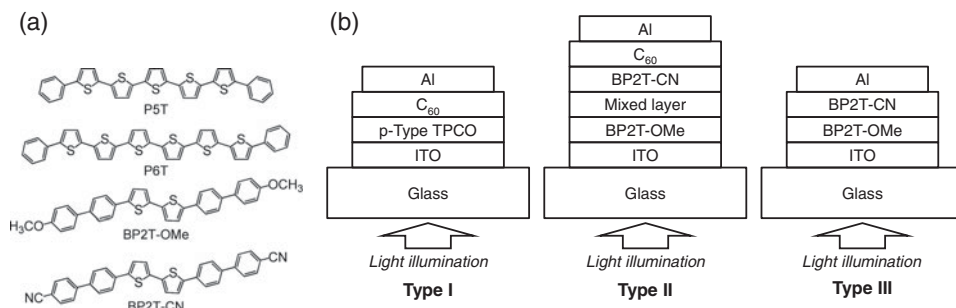 (a)
S S S S S
P5T
S S S S S S
P6T
OCH₃
S S
H₃CO
BP2T-OMe
CN
S S
NC
BP2T-CN
(b)
Al
C₆₀
p-Type TPCO
ITO
Glass
Light illumination
Type I
Al
C₆₀
BP2T-CN
Mixed layer
BP2T-OMe
ITO
Glass
Light illumination
Type II
Al
BP2T-CN
BP2T-OMe
ITO
Glass
Light illumination
Type III